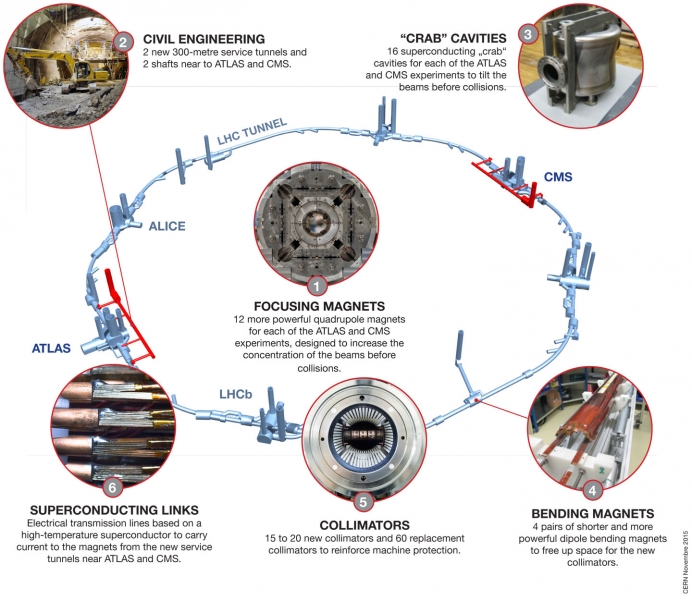 2
CIVIL ENGINEERING
2 new 300-metre service tunnels and
2 shafts near to ATLAS and CMS.
“CRAB” CAVITIES
16 superconducting „crab“
cavities for each of the ATLAS
and CMS experiments to tilt the
beams before collisions.
3
LHC TUNNEL
CMS
ALICE
1
FOCUSING MAGNETS
12 more powerful quadrupole magnets
for each of the ATLAS and CMS
experiments, designed to increase the
concentration of the beams before
collisions.
ATLAS
LHCb
6
SUPERCONDUCTING LINKS
Electrical transmission lines based on a
high-temperature superconductor to carry
current to the magnets from the new service
tunnels near ATLAS and CMS.
5
COLLIMATORS
15 to 20 new collimators and 60 replacement
collimators to reinforce machine protection.
4
BENDING MAGNETS
4 pairs of shorter and more
powerful dipole bending magnets
to free up space for the new
collimators.
CERN Novembre 2015